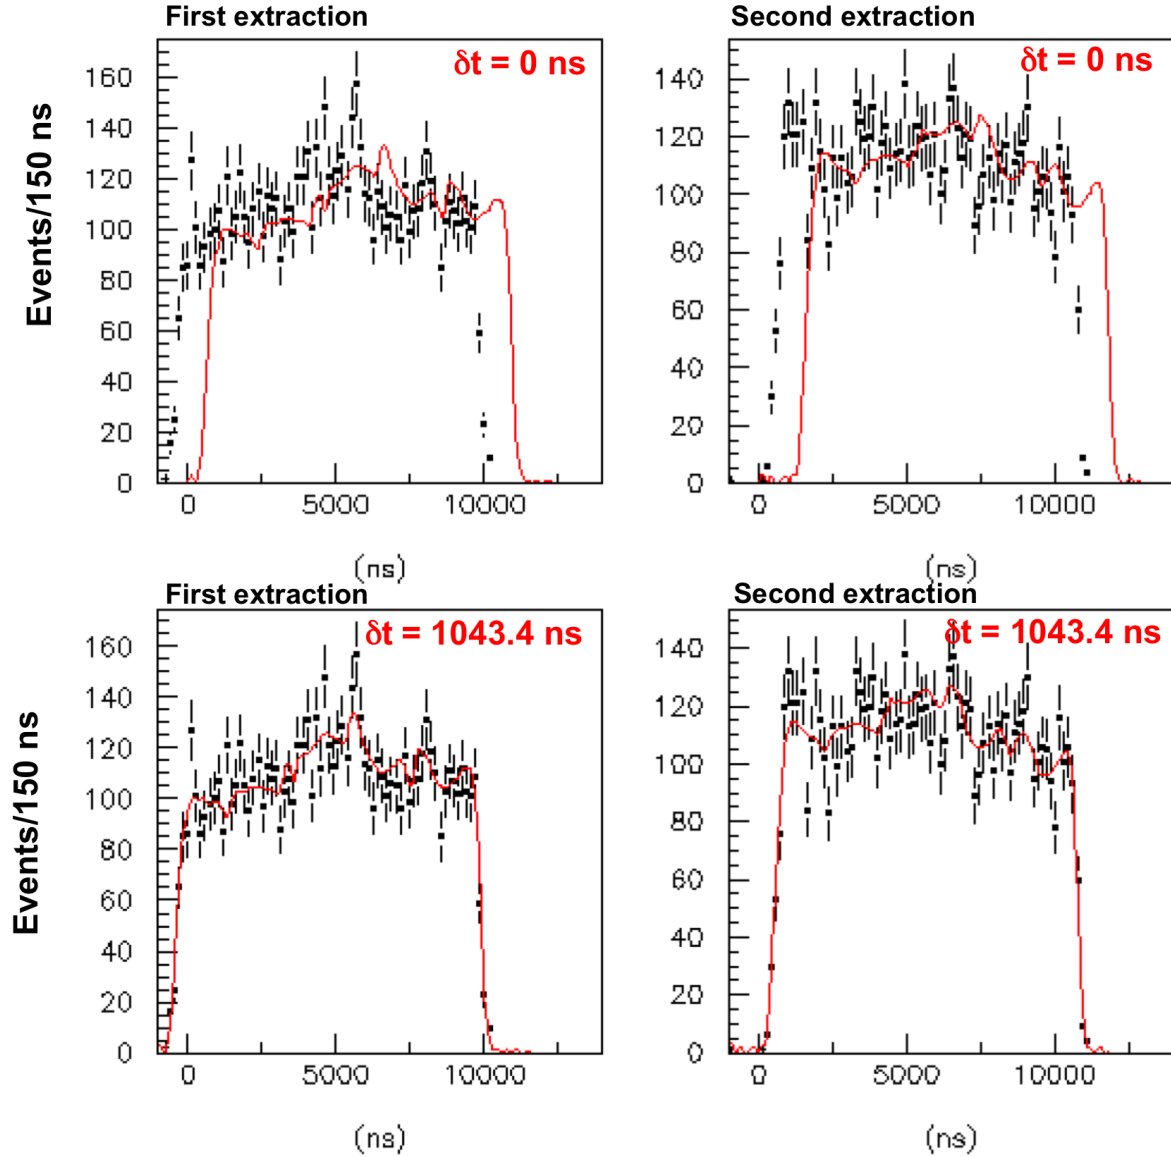 First extraction
Second extraction
δt = 0 ns
δt = 0 ns
Events/150 ns
160
140
120
100
80
60
40
20
0
140
120
100
80
60
40
20
0
0 5000 10000
0 5000 10000
(ns)
(ns)
First extraction
Second extraction
δt = 1043.4 ns
δt = 1043.4 ns
Events/150 ns
160
140
120
100
80
60
40
20
0
140
120
100
80
60
40
20
0
0 5000 10000
0 5000 10000
(ns)
(ns)